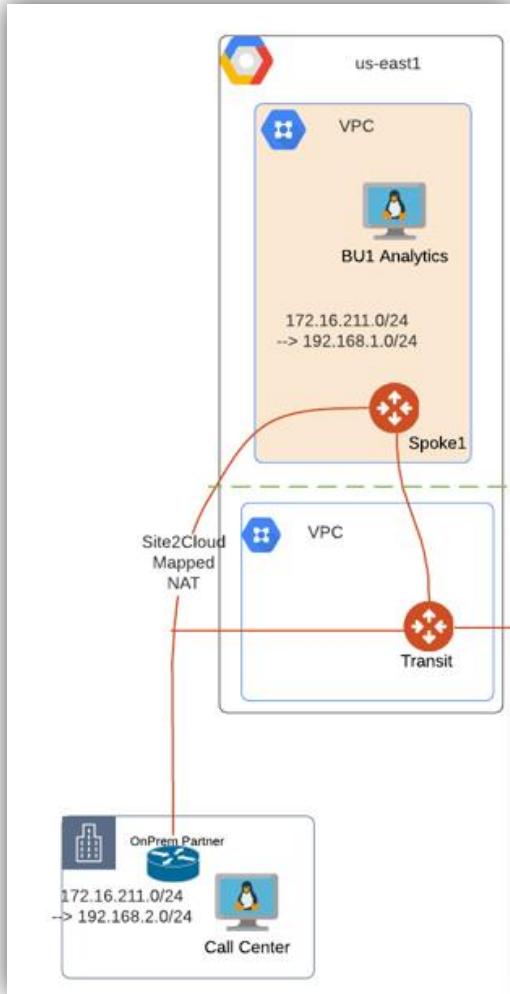 us-east1
VPC
BU1 Analytics
172.16.211.0/24
--> 192.168.1.0/24
Spoke1
Site2Cloud
Mapped
NAT
VPC
Transit
OnPrem Partner
172.16.211.0/24
--> 192.168.2.0/24
Call Center